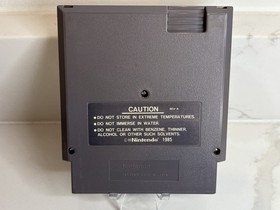 CAUTION
• DO NOT STORE IN EXTREME TEMPERATURES.
• DO NOT IMMERSE IN WATER.
• DO NOT CLEAN WITH BENZENE, THINNER,
ALCOHOL OR OTHER SUCH SOLVENTS.
©Nintendo 1985